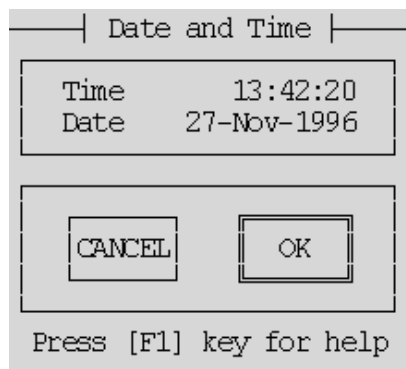 Date and Time
Time 13:42:20
Date 27-Nov-1996
CANCEL OK
Press [F1] key for help